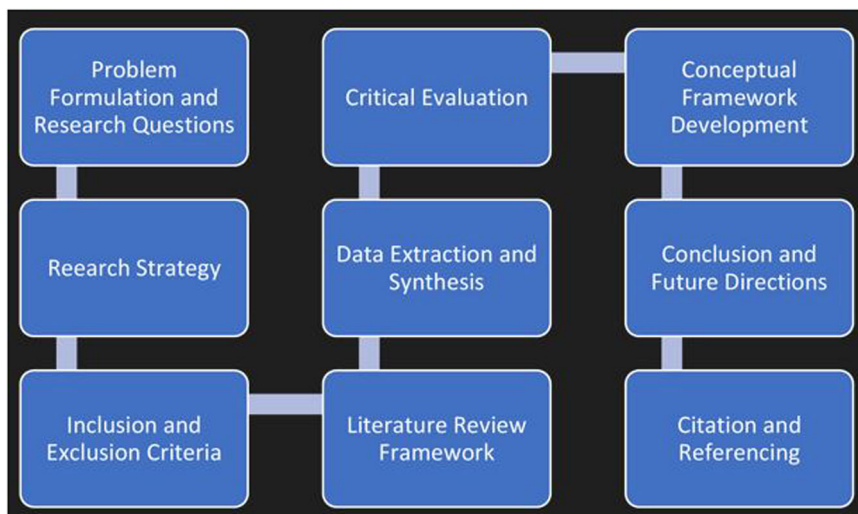 Problem
Formulation and
Research Questions
Reearch Strategy
Inclusion and
Exclusion Criteria
Literature Review
Framework
Data Extraction and
Synthesis
Critical Evaluation
Conceptual
Framework
Development
Conclusion and
Future Directions
Citation and
Referencing